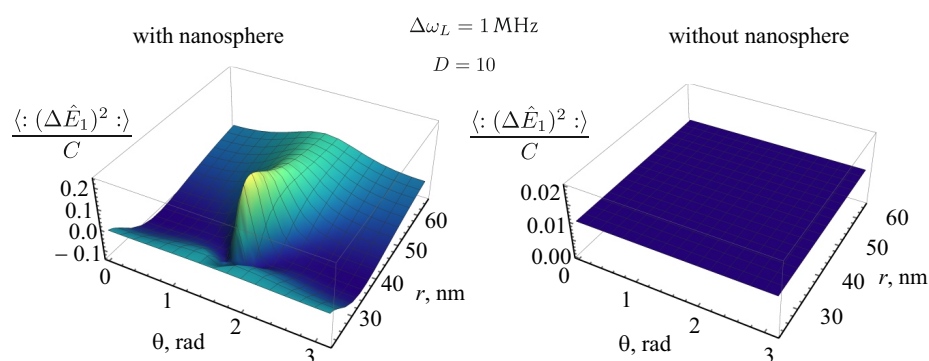 with nanosphere
Δω_L = 1 MHz
D = 10
without nanosphere
⟨: (ΔÊ₁)² :⟩
C
0.2
0.1
0.0
− 0.1
0
1
2
3
θ, rad
30
40
50
60
r, nm
⟨: (ΔÊ₁)² :⟩
C
0.02
0.01
0.00
0
1
2
3
θ, rad
30
40
50
60
r, nm